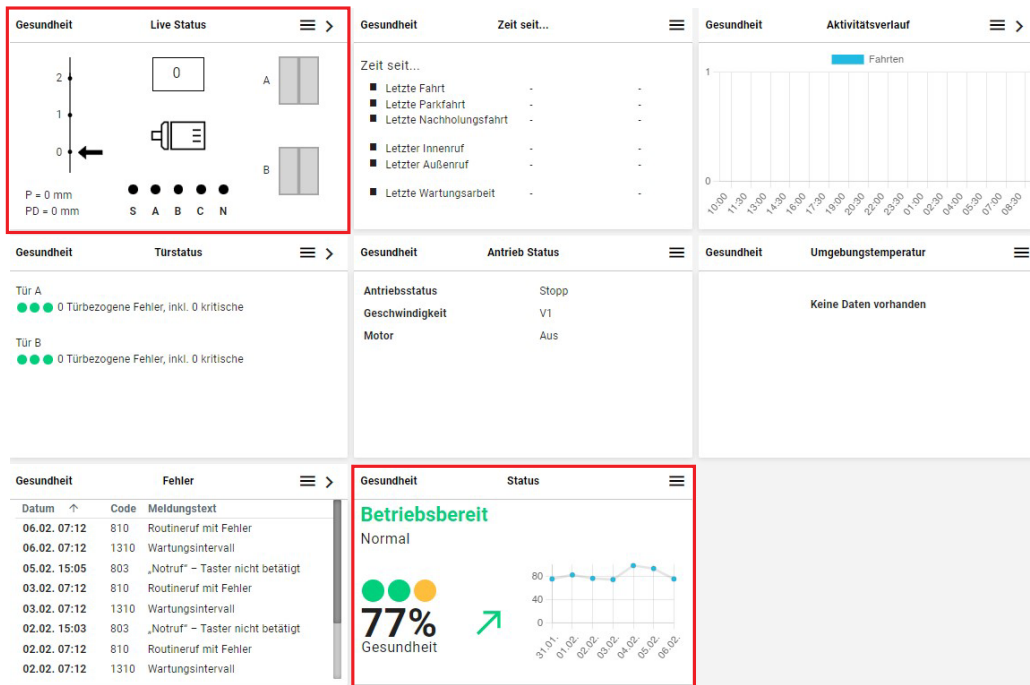 Gesundheit Live Status
2
1
0
0
A
B
P = 0 mm
PD = 0 mm
S A B C N
Gesundheit Zeit seit...
Zeit seit...
Letzte Fahrt - -
Letzte Parkfahrt - -
Letzte Nachholungsfahrt - -
Letzter Innenruf - -
Letzter Außenruf - -
Letzte Wartungsarbeit - -
Gesundheit Aktivitätsverlauf
Fahrten
1
0
10:00 11:30 13:00 14:30 16:00 17:30 19:00 20:30 22:00 23:30 01:00 02:30 04:00 05:30 07:00 08:30
Gesundheit Türstatus
Tür A
0 Türbezogene Fehler, inkl. 0 kritische
Tür B
0 Türbezogene Fehler, inkl. 0 kritische
Gesundheit Antrieb Status
Antriebsstatus Stopp
Geschwindigkeit V1
Motor Aus
Gesundheit Umgebungstemperatur
Keine Daten vorhanden
Gesundheit Fehler
Datum ↑ Code Meldungstext
06.02. 07:12 810 Routineruf mit Fehler
06.02. 07:12 1310 Wartungsintervall
05.02. 15:05 803 „Notruf“ – Taster nicht betätigt
03.02. 07:12 810 Routineruf mit Fehler
03.02. 07:12 1310 Wartungsintervall
02.02. 15:03 803 „Notruf“ – Taster nicht betätigt
02.02. 07:12 810 Routineruf mit Fehler
02.02. 07:12 1310 Wartungsintervall
Gesundheit Status
Betriebsbereit
Normal
77%
Gesundheit
80
40
0
31.01. 01.02. 02.02. 03.02. 04.02. 05.02. 06.02.